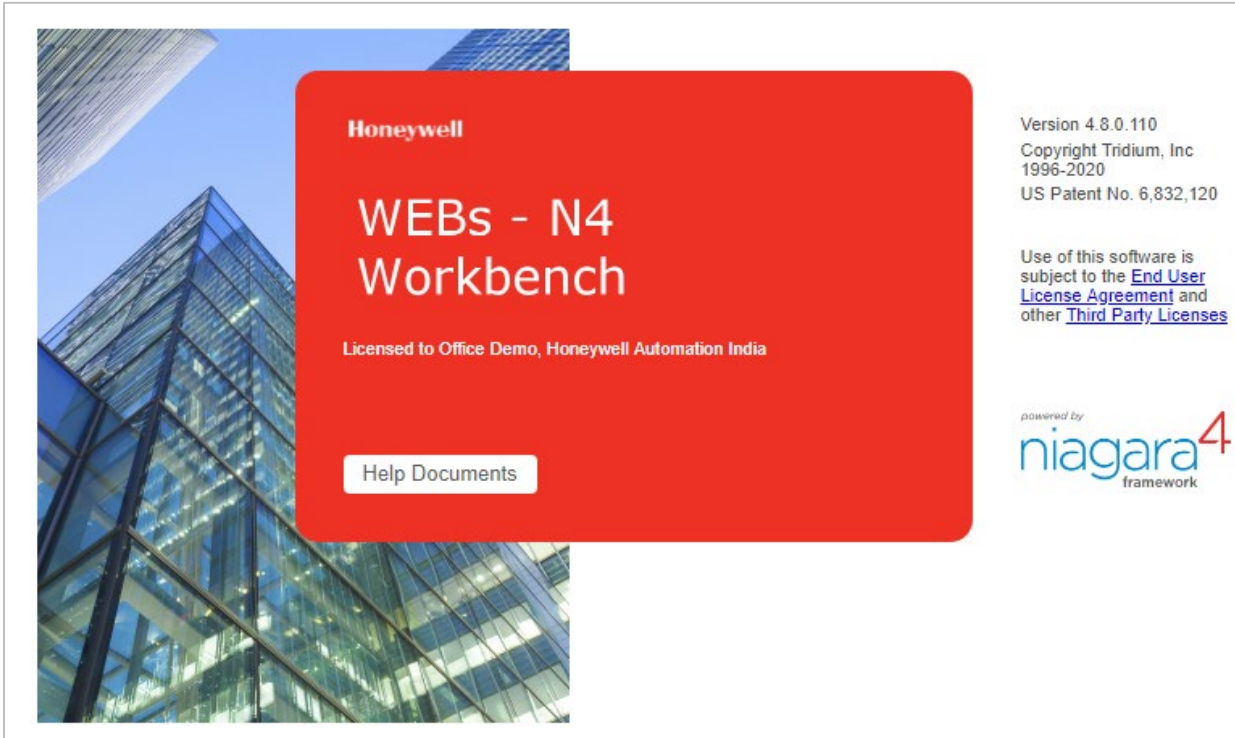 Honeywell
WEBs - N4
Workbench
Licensed to Office Demo, Honeywell Automation India
Help Documents
Version 4.8.0.110
Copyright Tridium, Inc
1996-2020
US Patent No. 6,832,120
Use of this software is
subject to the End User
License Agreement and
other Third Party Licenses
powered by
niagara4
framework